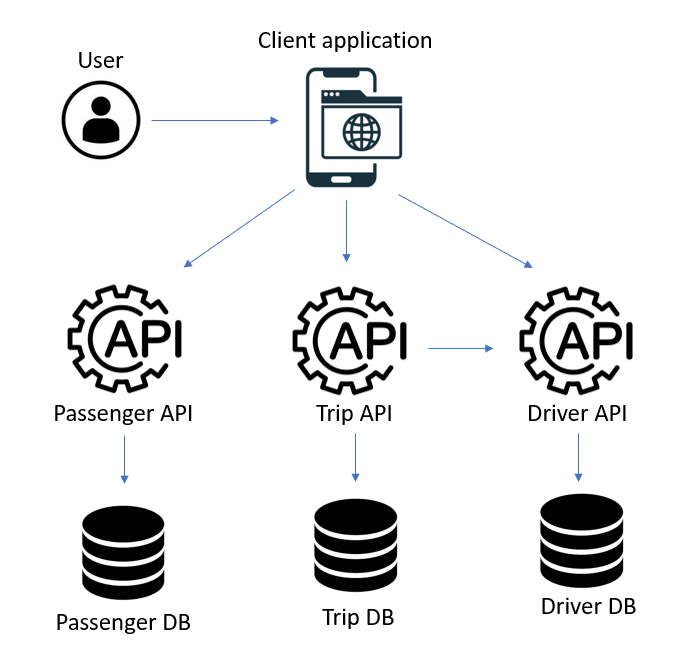 Client application
User
API
API
API
Passenger API
Trip API
Driver API
Passenger DB
Trip DB
Driver DB